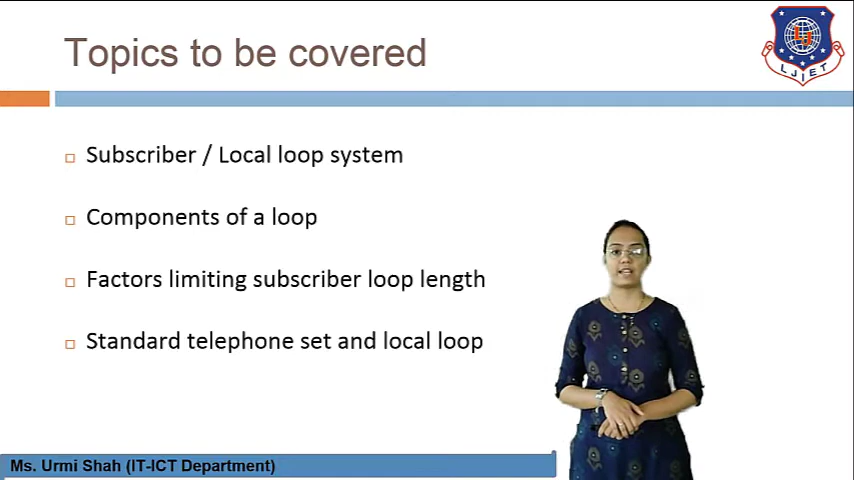 Topics to be covered
LJIET
Subscriber / Local loop system
Components of a loop
Factors limiting subscriber loop length
Standard telephone set and local loop
Ms. Urmi Shah (IT-ICT Department)